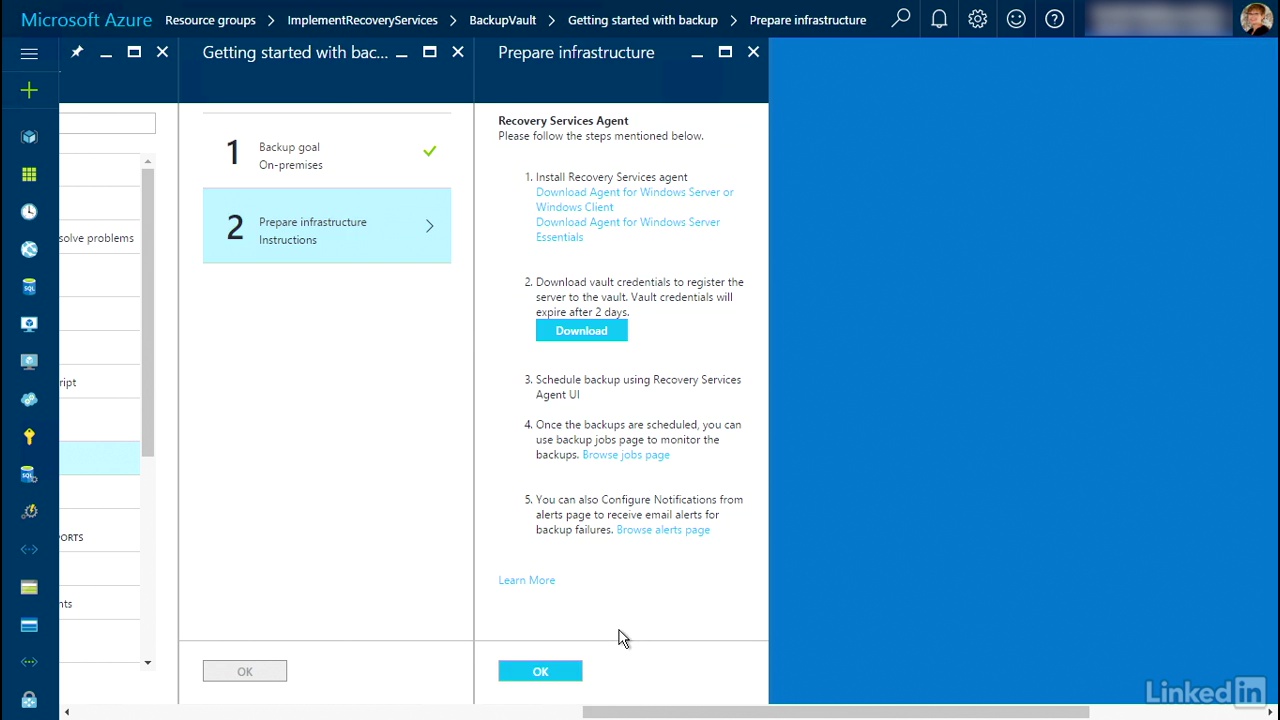 Microsoft Azure Resource groups > ImplementRecoveryServices > BackupVault > Getting started with backup > Prepare infrastructure
Getting started with bac...
Prepare infrastructure
solve problems
ript
PORTS
nts
1 Backup goal
On-premises
2 Prepare infrastructure
Instructions
OK
Recovery Services Agent
Please follow the steps mentioned below.
1. Install Recovery Services agent
Download Agent for Windows Server or
Windows Client
Download Agent for Windows Server
Essentials
2. Download vault credentials to register the
server to the vault. Vault credentials will
expire after 2 days.
Download
3. Schedule backup using Recovery Services
Agent UI
4. Once the backups are scheduled, you can
use backup jobs page to monitor the
backups. Browse jobs page
5. You can also Configure Notifications from
alerts page to receive email alerts for
backup failures. Browse alerts page
Learn More
OK
LinkedIn